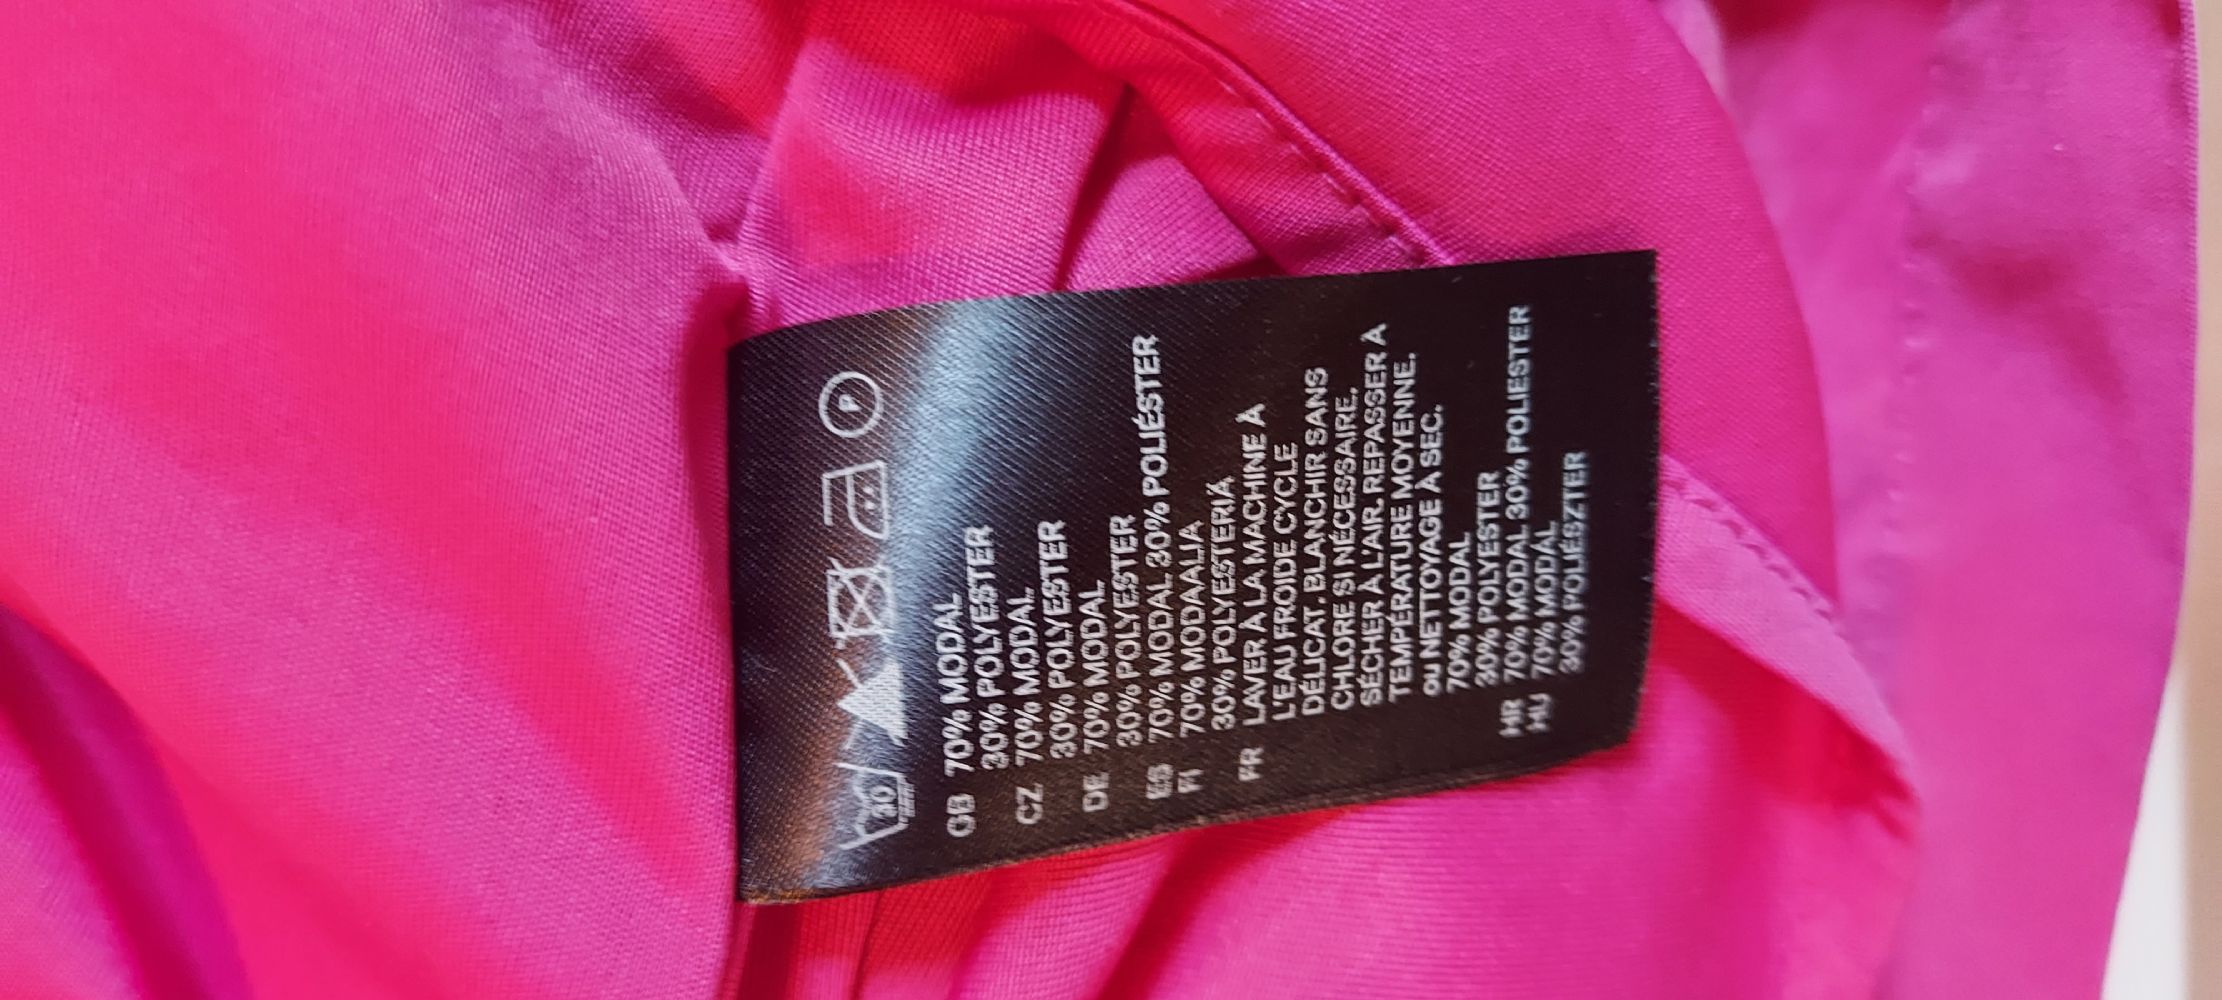 30
P
GB 70% MODAL
30% POLYESTER
CZ 70% MODAL
30% POLYESTER
DE 70% MODAL
30% POLYESTER
ES 70% MODAL 30% POLIÉSTER
FI 70% MODAALIA
30% POLYESTERIÄ
FR LAVER À LA MACHINE À
L'EAU FROIDE CYCLE
DÉLICAT. BLANCHIR SANS
CHLORE SI NÉCESSAIRE.
SÉCHER À L'AIR. REPASSER À
TEMPÉRATURE MOYENNE.
ou NETTOYAGE À SEC.
70% MODAL
30% POLYESTER
HR 70% MODAL 30% POLIESTER
HU 70% MODÁL
30% POLIÉSZTER